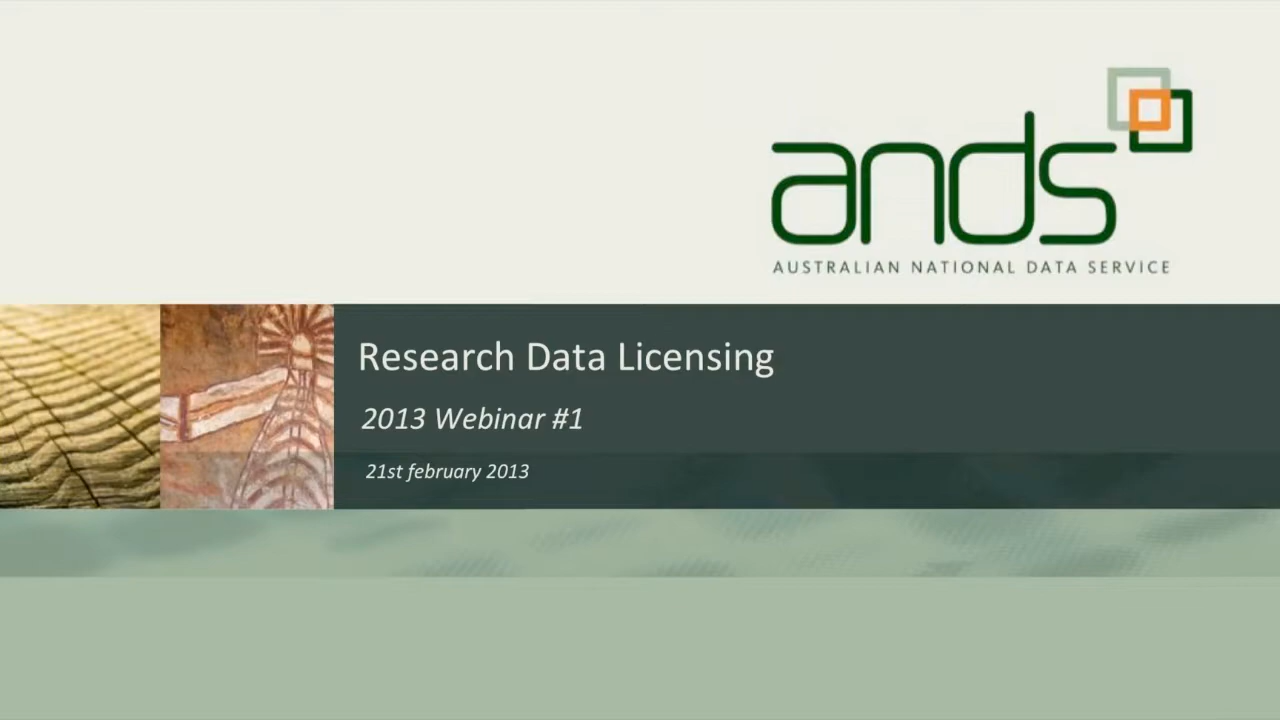 ands
AUSTRALIAN NATIONAL DATA SERVICE
Research Data Licensing
2013 Webinar #1
21st february 2013